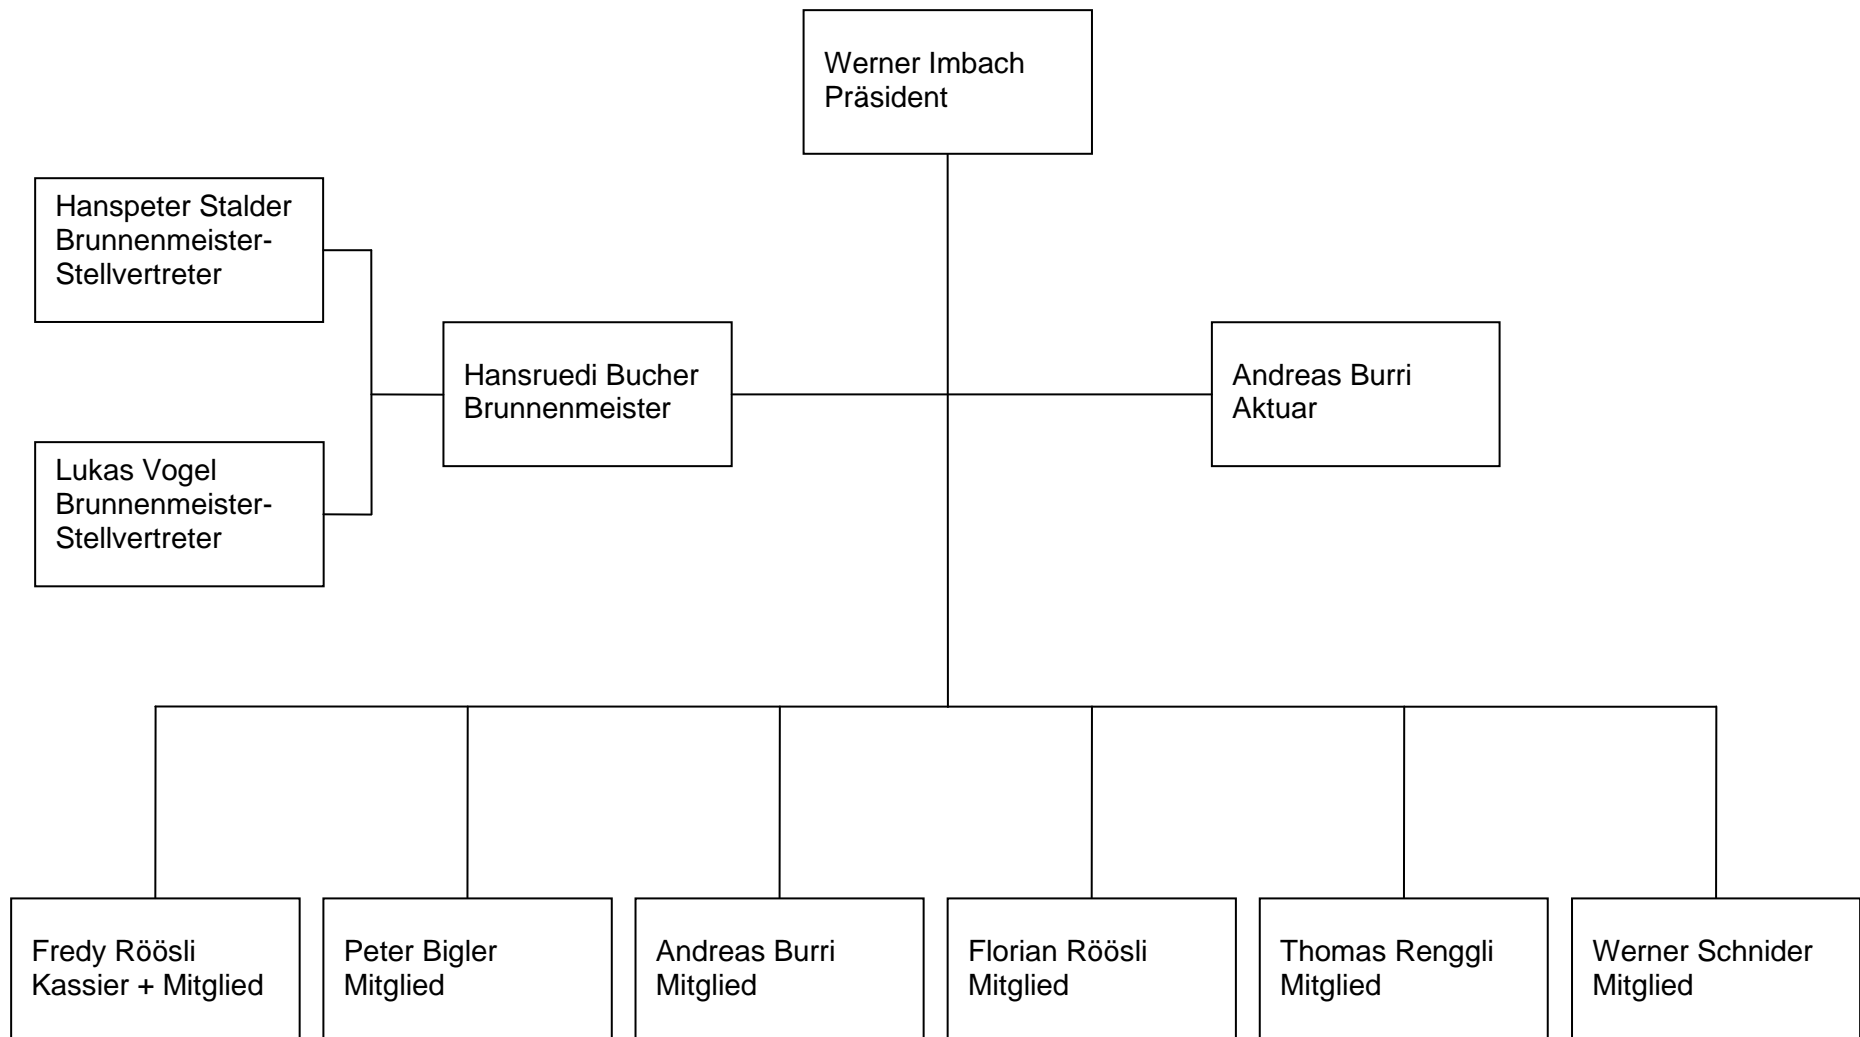 Werner Imbach
Präsident
Hanspeter Stalder
Brunnenmeister-
Stellvertreter
Hansruedi Bucher
Brunnenmeister
Andreas Burri
Aktuar
Lukas Vogel
Brunnenmeister-
Stellvertreter
Fredy Röösli
Kassier + Mitglied
Peter Bigler
Mitglied
Andreas Burri
Mitglied
Florian Röösli
Mitglied
Thomas Renggli
Mitglied
Werner Schnider
Mitglied